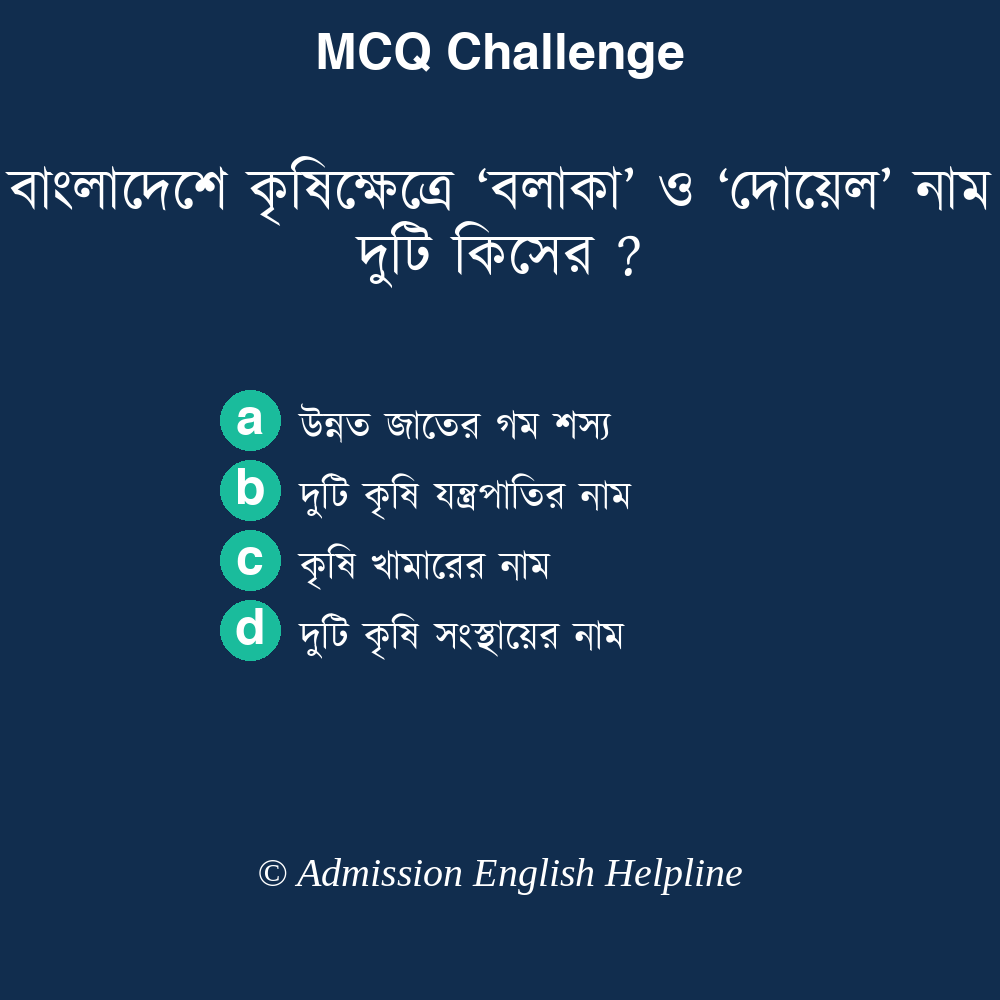 MCQ Challenge
বাংলাদেশে কৃষিক্ষেত্রে ‘বলাকা’ ও ‘দোয়েল’ নাম
দুটি কিসের ?
a উন্নত জাতের গম শস্য
b দুটি কৃষি যন্ত্রপাতির নাম
c কৃষি খামারের নাম
d দুটি কৃষি সংস্থায়ের নাম
© Admission English Helpline